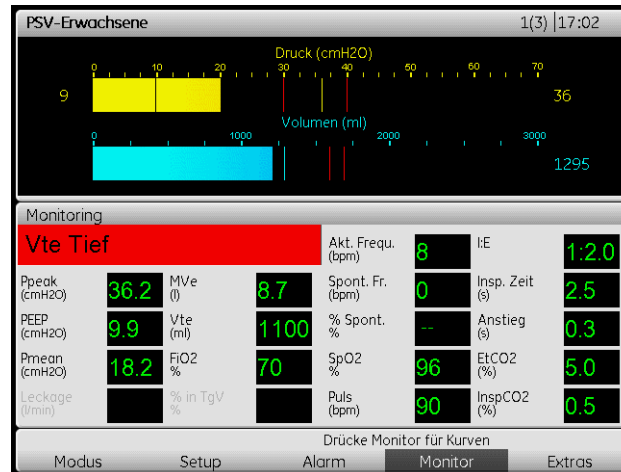 PSV-Erwachsene 1(3) 17:02
Druck (cmH2O)
0 10 20 30 40 50 60 70
9 36
Volumen (ml)
0 1000 2000 3000
1295
Monitoring
Vte Tief
Akt. Frequ. (bpm) 8 I:E 1:2.0
Ppeak (cmH2O) 36.2 MVe (l) 8.7 Spont. Fr. (bpm) 0 Insp. Zeit (s) 2.5
PEEP (cmH2O) 9.9 Vte (ml) 1100 % Spont. % -- Anstieg (s) 0.3
Pmean (cmH2O) 18.2 FiO2 % 70 SpO2 % 96 EtCO2 (%) 5.0
Leckage (l/min) % in TgV % Puls (bpm) 90 InspCO2 (%) 0.5
Drücke Monitor für Kurven
Modus Setup Alarm Monitor Extras